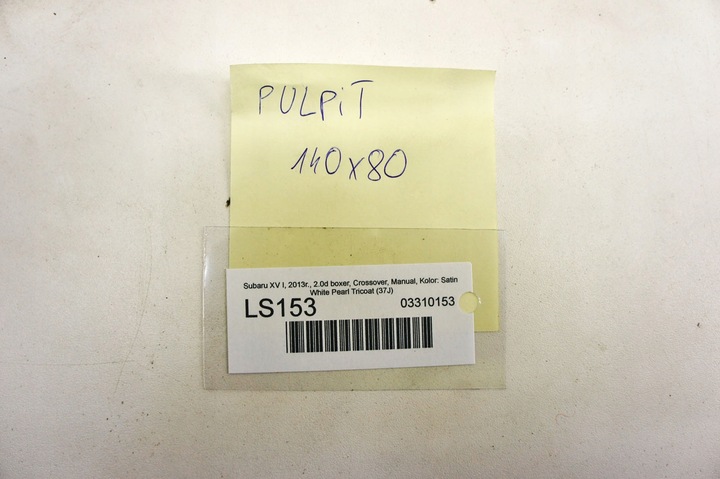 PULPiT
140x80
Subaru XV I, 2013r., 2.0d boxer, Crossover, Manual, Kolor: Satin
White Pearl Tricoat (37J)
LS153 03310153